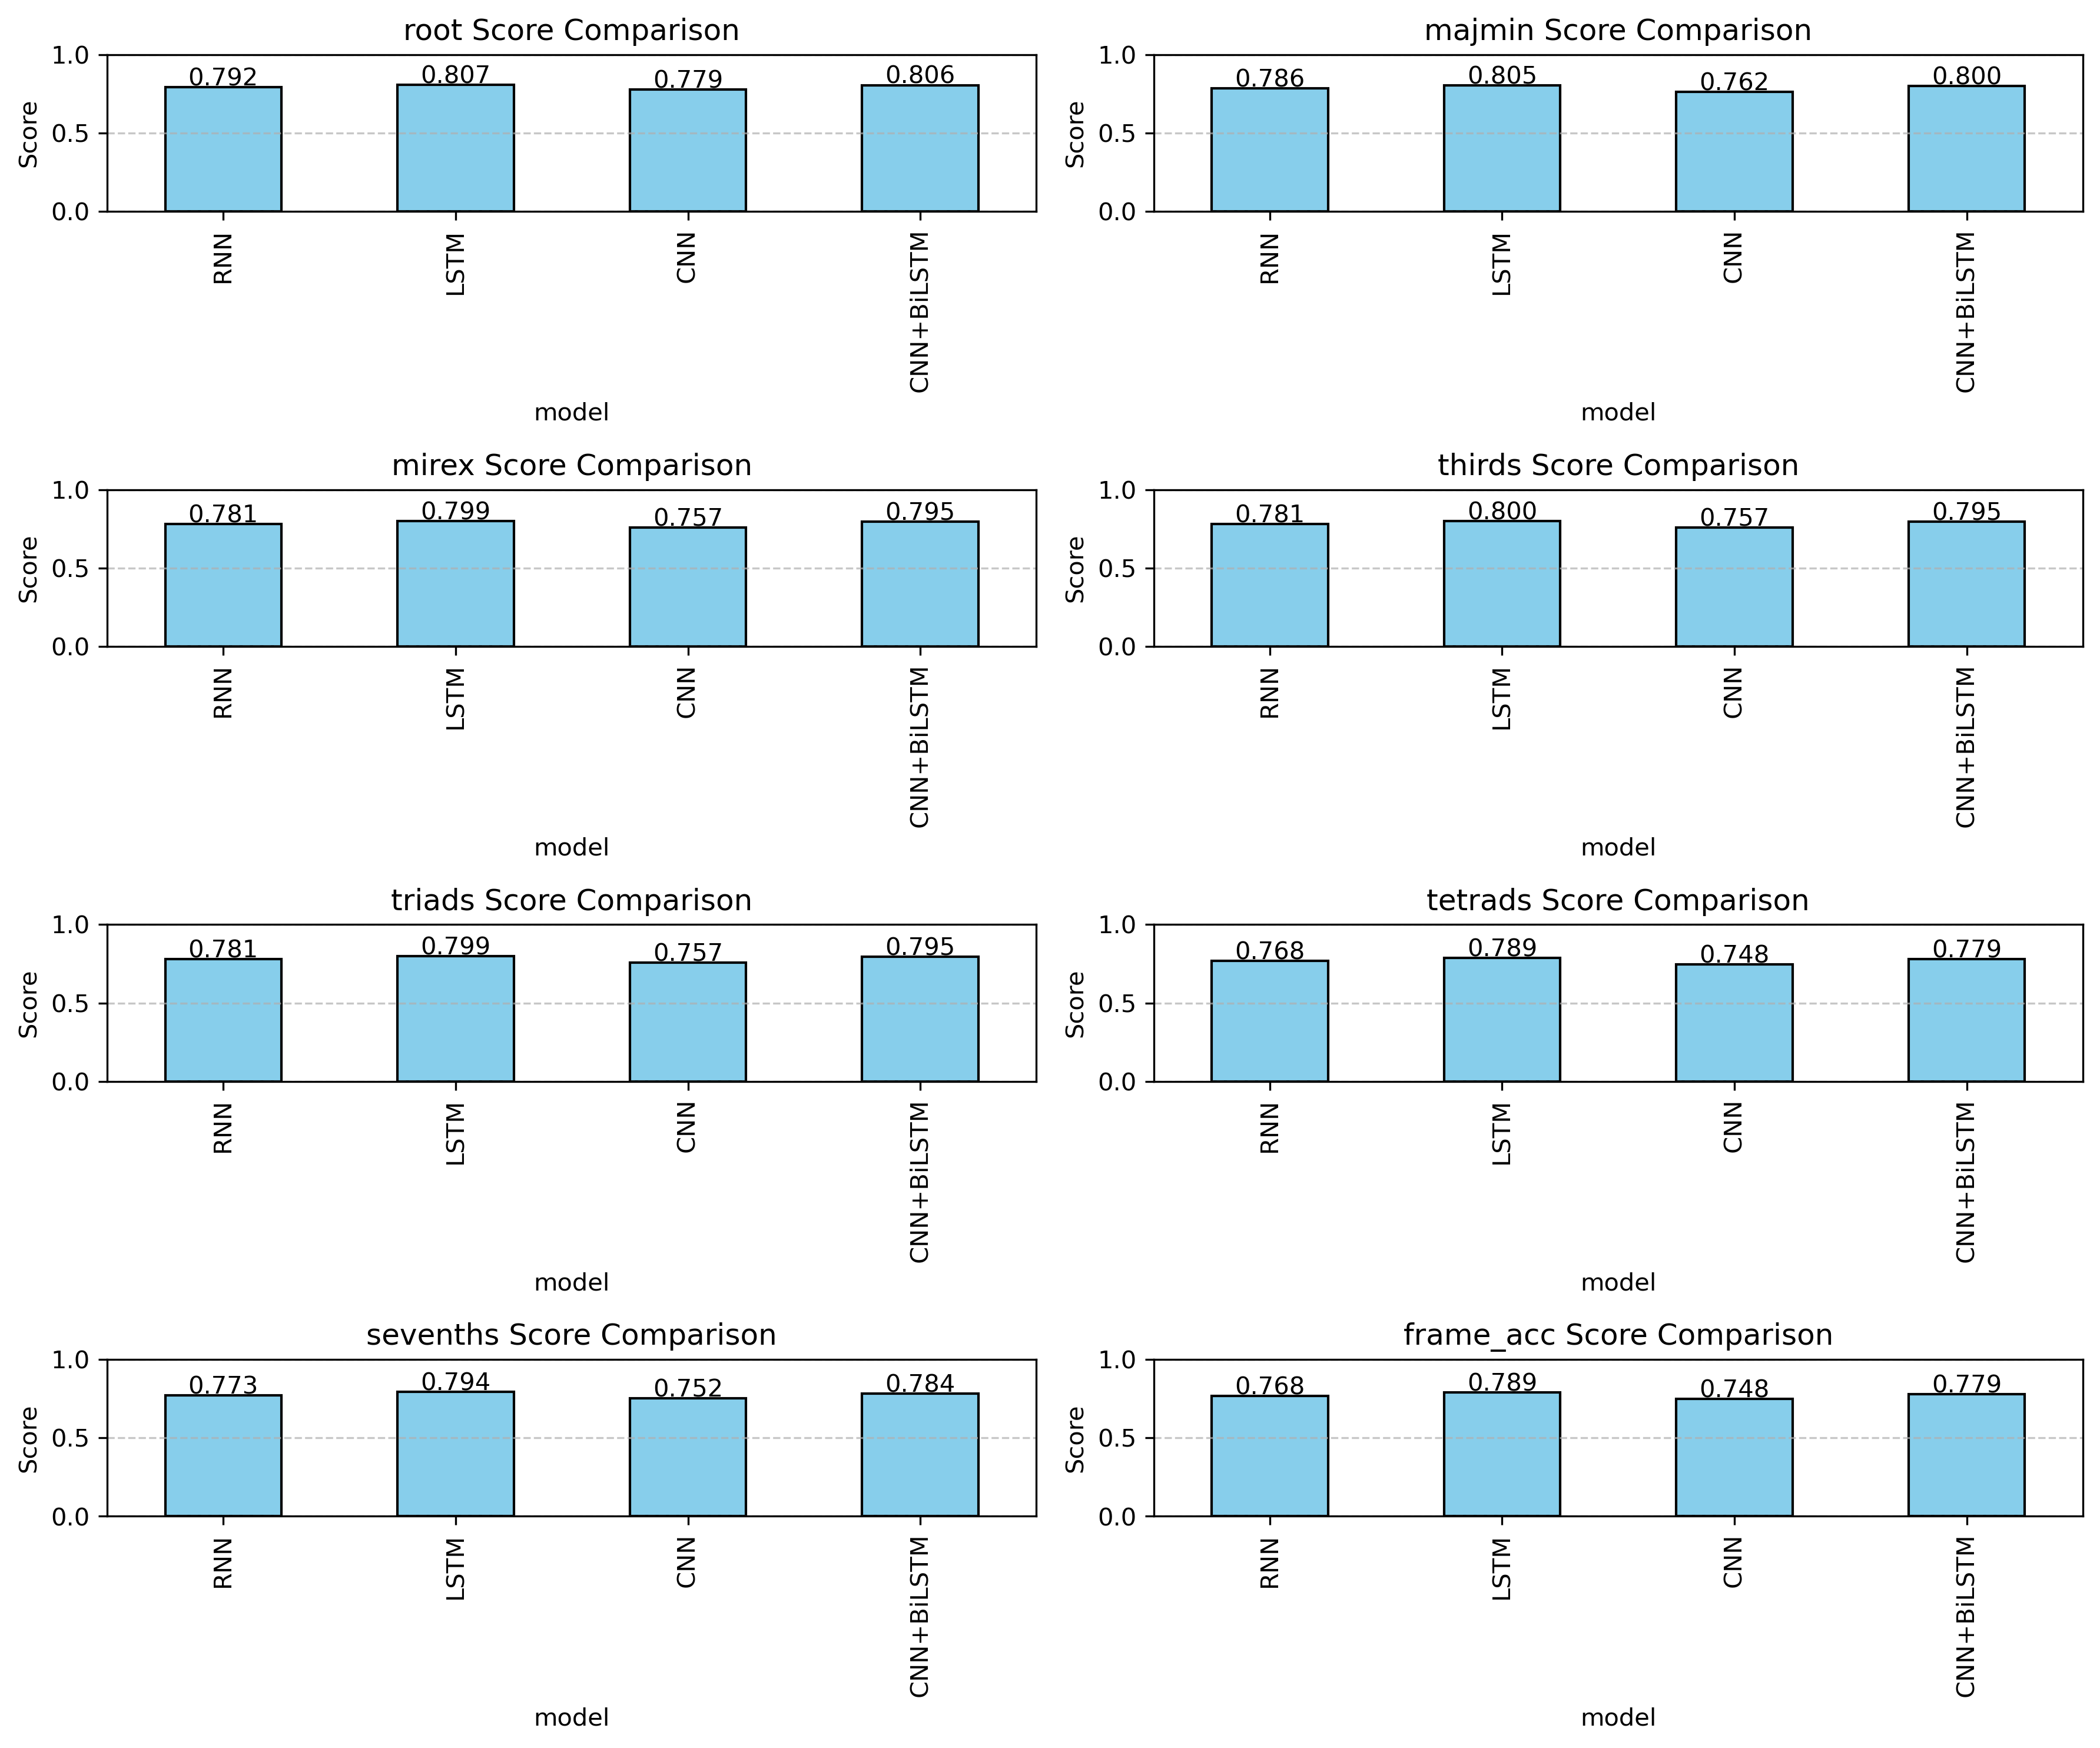 root Score Comparison
1.0
0.5
0.0
Score
0.792
0.807
0.779
0.806
RNN
LSTM
CNN
CNN+BiLSTM
model
majmin Score Comparison
1.0
0.5
0.0
Score
0.786
0.805
0.762
0.800
RNN
LSTM
CNN
CNN+BiLSTM
model
mirex Score Comparison
1.0
0.5
0.0
Score
0.781
0.799
0.757
0.795
RNN
LSTM
CNN
CNN+BiLSTM
model
thirds Score Comparison
1.0
0.5
0.0
Score
0.781
0.800
0.757
0.795
RNN
LSTM
CNN
CNN+BiLSTM
model
triads Score Comparison
1.0
0.5
0.0
Score
0.781
0.799
0.757
0.795
RNN
LSTM
CNN
CNN+BiLSTM
model
tetrads Score Comparison
1.0
0.5
0.0
Score
0.768
0.789
0.748
0.779
RNN
LSTM
CNN
CNN+BiLSTM
model
sevenths Score Comparison
1.0
0.5
0.0
Score
0.773
0.794
0.752
0.784
RNN
LSTM
CNN
CNN+BiLSTM
model
frame_acc Score Comparison
1.0
0.5
0.0
Score
0.768
0.789
0.748
0.779
RNN
LSTM
CNN
CNN+BiLSTM
model